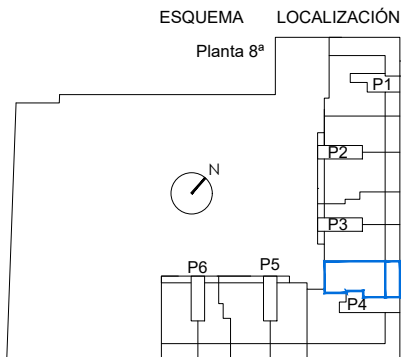 ESQUEMA LOCALIZACIÓN
Planta 8ª
P1
P2
N
P3
P6 P5
P4